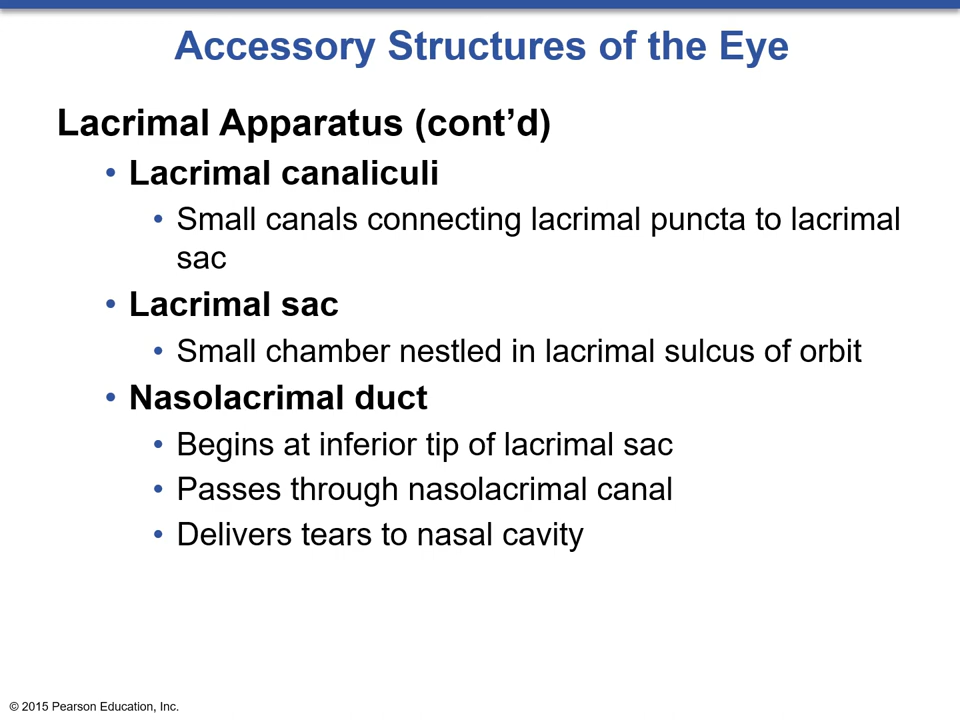 Accessory Structures of the Eye
Lacrimal Apparatus (cont’d)
• Lacrimal canaliculi
• Small canals connecting lacrimal puncta to lacrimal
sac
• Lacrimal sac
• Small chamber nestled in lacrimal sulcus of orbit
• Nasolacrimal duct
• Begins at inferior tip of lacrimal sac
• Passes through nasolacrimal canal
• Delivers tears to nasal cavity
© 2015 Pearson Education, Inc.